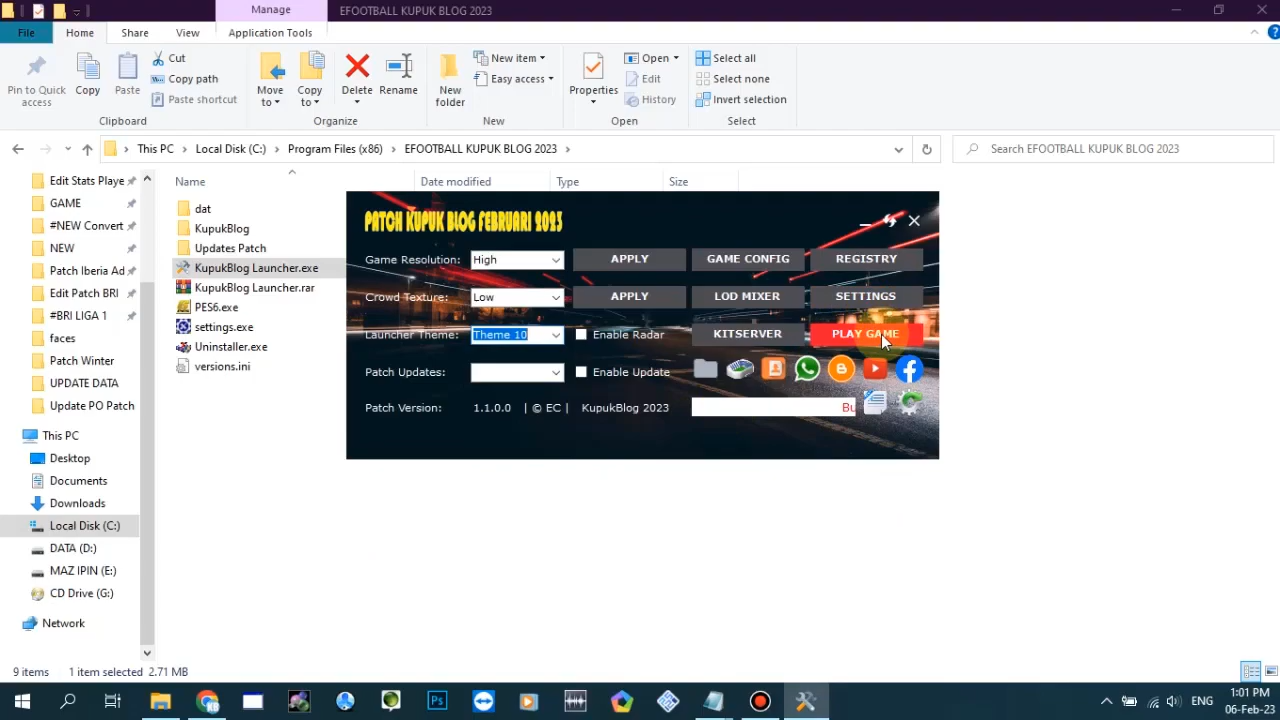 Manage
EFOOTBALL KUPUK BLOG 2023
File
Home
Share
View
Application Tools
Pin to Quick access
Copy
Paste
Cut
Copy path
Paste shortcut
Clipboard
Move to
Copy to
Delete
Rename
Organize
New folder
New item
Easy access
New
Properties
Open
Edit
History
Open
Select all
Select none
Invert selection
Select
This PC
Local Disk (C:)
Program Files (x86)
EFOOTBALL KUPUK BLOG 2023
Search EFOOTBALL KUPUK BLOG 2023
Edit Stats Playe
GAME
#NEW Convert
NEW
Patch Iberia Ad
Edit Patch BRI
#BRI LIGA 1
faces
Patch Winter
UPDATE DATA
Update PO Patch
This PC
Desktop
Documents
Downloads
Local Disk (C:)
DATA (D:)
MAZ IPIN (E:)
CD Drive (G:)
Network
Name
Date modified
Type
Size
dat
KupukBlog
Updates Patch
KupukBlog Launcher.exe
KupukBlog Launcher.rar
PES6.exe
settings.exe
Uninstaller.exe
versions.ini
PATCH KUPUK BLOG FEBRUARI 2023
Game Resolution: High APPLY GAME CONFIG REGISTRY
Crowd Texture: Low APPLY LOD MIXER SETTINGS
Launcher Theme: Theme 10 Enable Radar KITSERVER PLAY GAME
Patch Updates: Enable Update
Patch Version: 1.1.0.0 | © EC | KupukBlog 2023 Bu
9 items 1 item selected 2.71 MB
Ps
ENG
1:01 PM
06-Feb-23